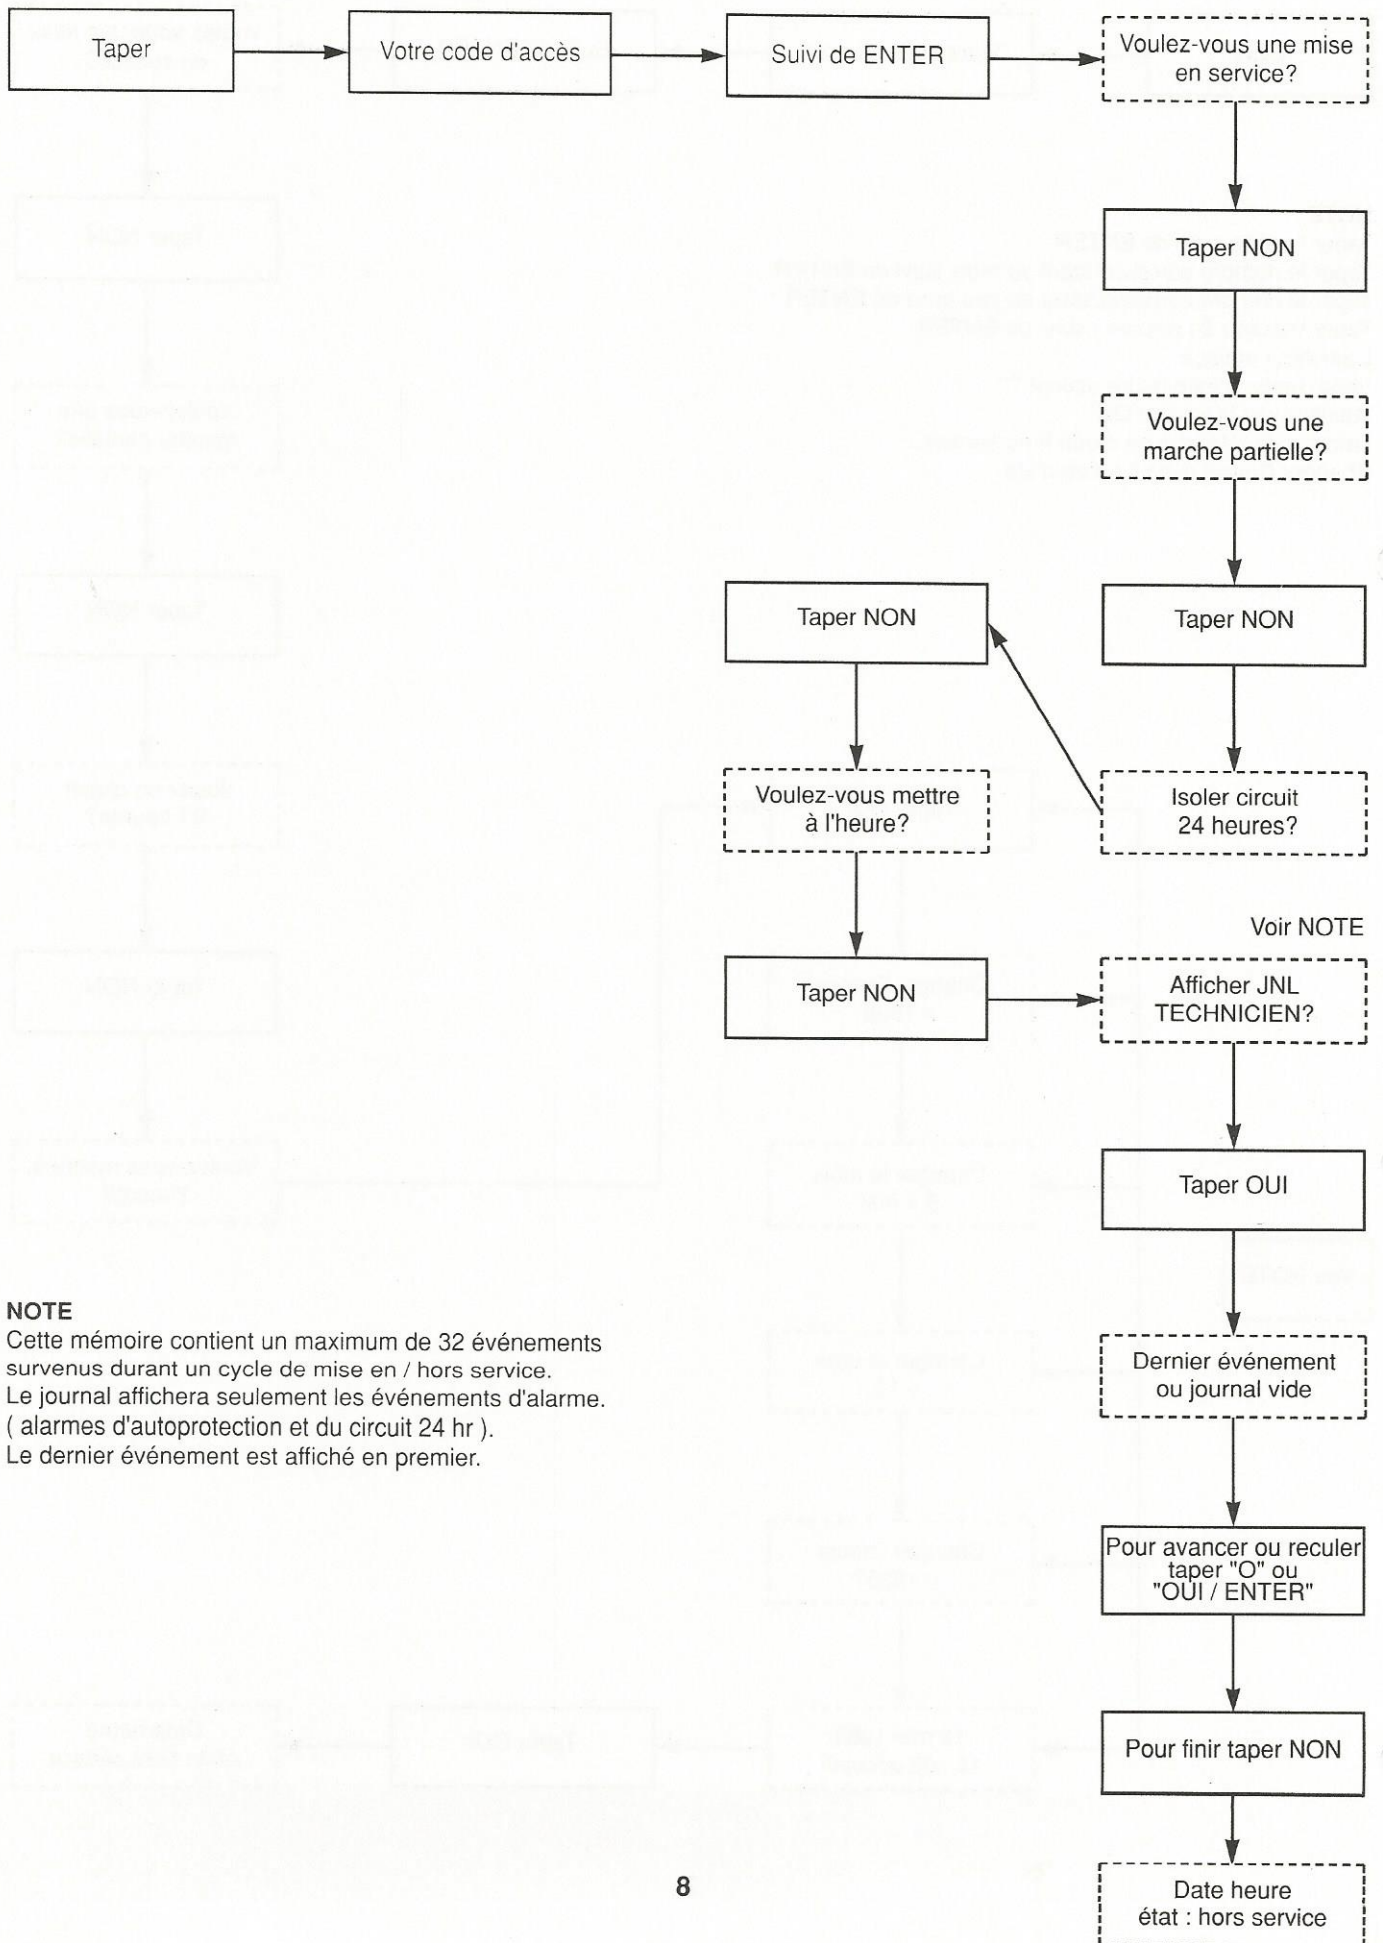 Taper
Votre code d'accès
Suivi de ENTER
Voulez-vous une mise
en service?
Taper NON
Voulez-vous une
marche partielle?
Taper NON
Isoler circuit
24 heures?
Taper NON
Voulez-vous mettre
à l'heure?
Taper NON
Voir NOTE
Afficher JNL
TECHNICIEN?
Taper OUI
Dernier événement
ou journal vide
Pour avancer ou reculer
taper "O" ou
"OUI / ENTER"
Pour finir taper NON
Date heure
état : hors service
NOTE
Cette mémoire contient un maximum de 32 événements
survenus durant un cycle de mise en / hors service.
Le journal affichera seulement les événements d'alarme.
( alarmes d'autoprotection et du circuit 24 hr ).
Le dernier événement est affiché en premier.
8